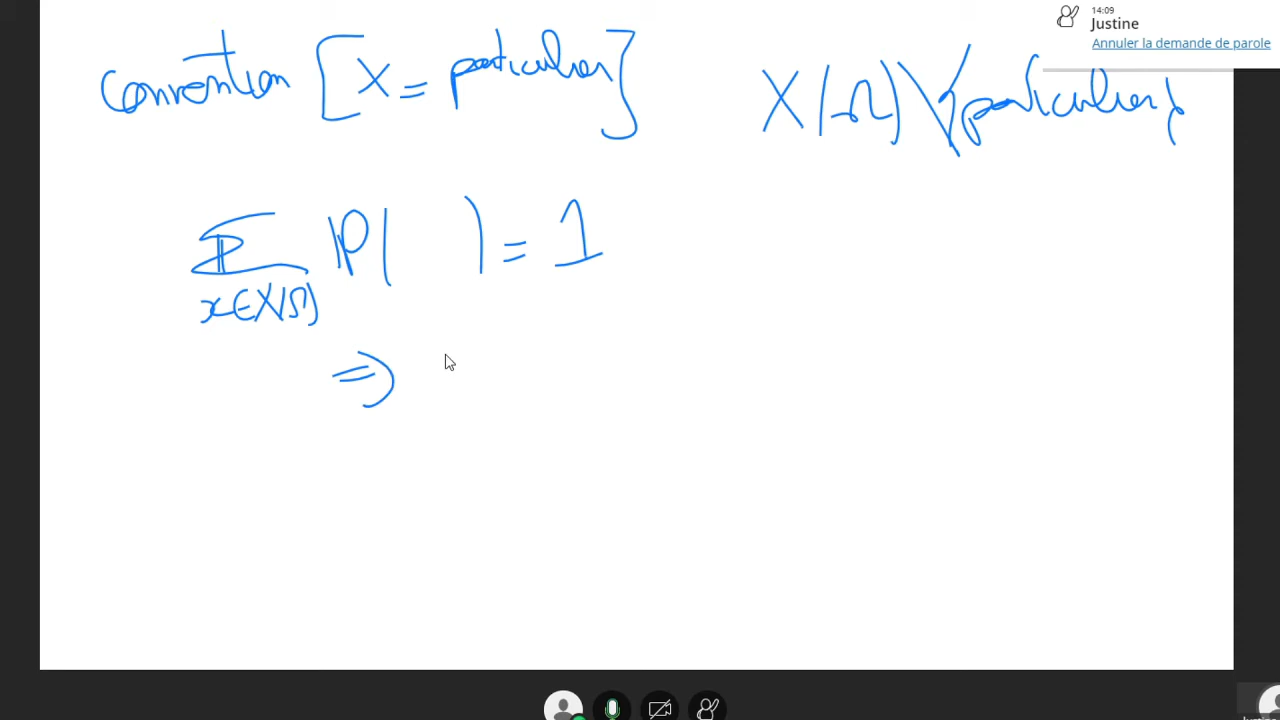 14:09
Justine
Annuler la demande de parole
convention [X = particulier]
X(Ω) \ {particulier}
Σ P( ) = 1
x∈X(Ω)
⇒